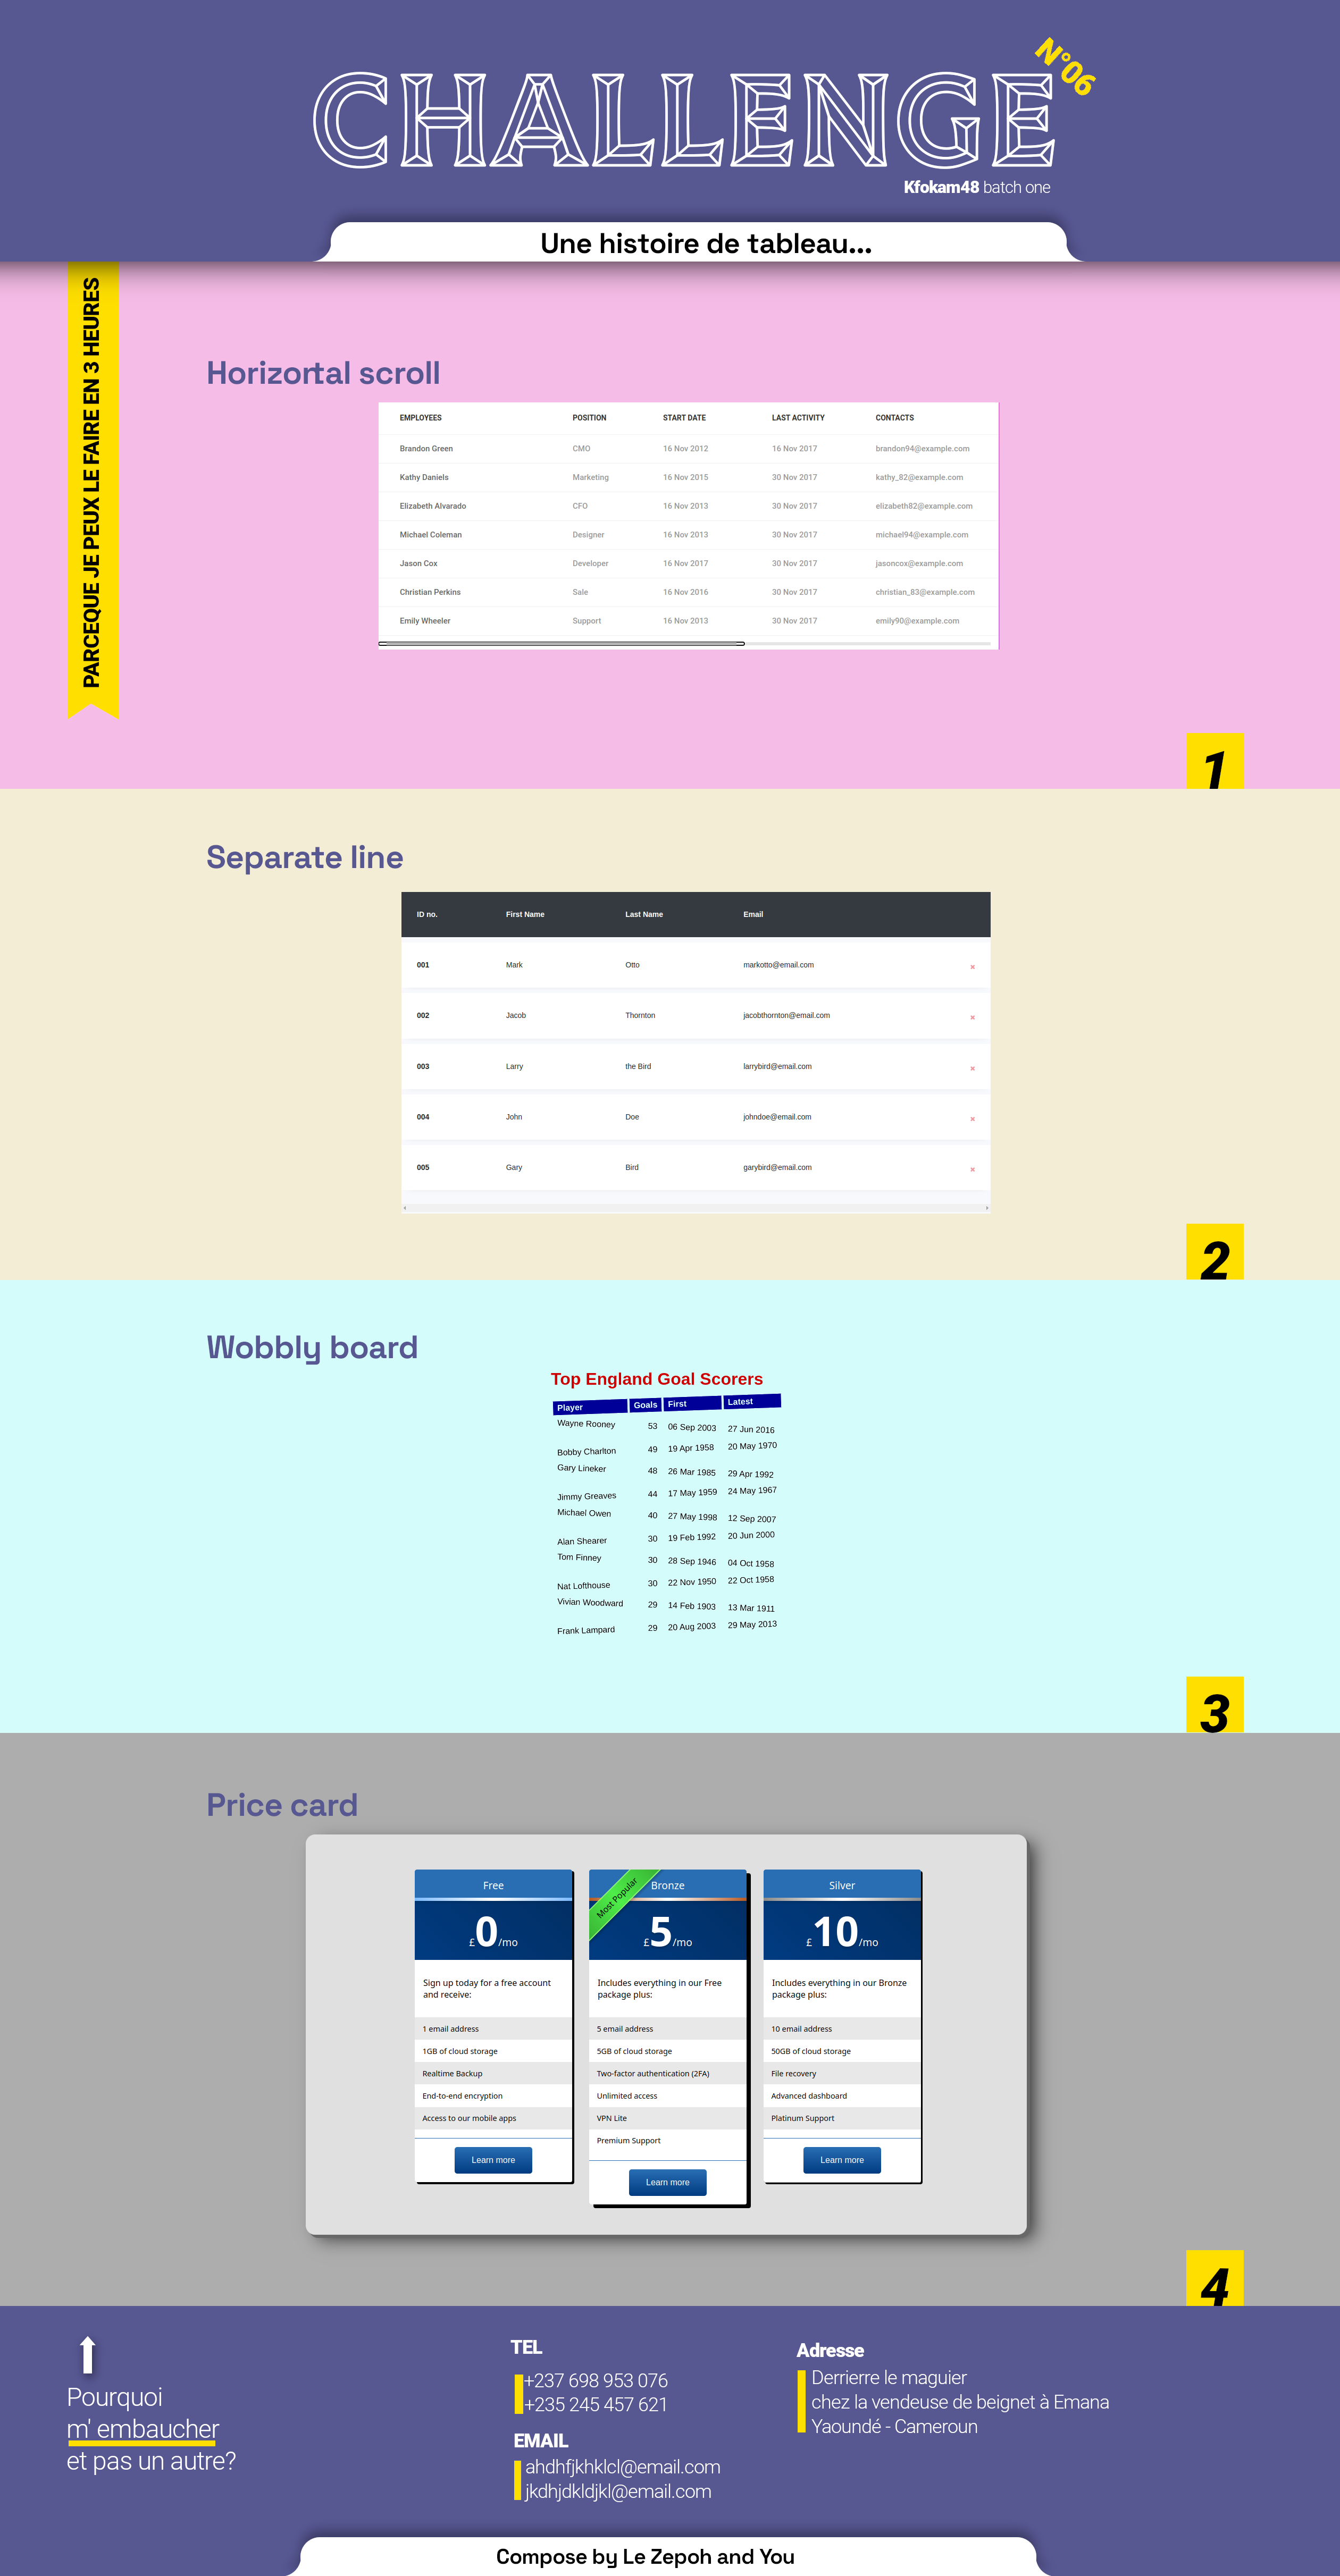 N°06
CHALLENGE
Kfokam48 batch one
Une histoire de tableau...
PARCEQUE JE PEUX LE FAIRE EN 3 HEURES
Horizortal scroll
EMPLOYEES POSITION START DATE LAST ACTIVITY CONTACTS
Brandon Green CMO 16 Nov 2012 16 Nov 2017 brandon94@example.com
Kathy Daniels Marketing 16 Nov 2015 30 Nov 2017 kathy_82@example.com
Elizabeth Alvarado CFO 16 Nov 2013 30 Nov 2017 elizabeth82@example.com
Michael Coleman Designer 16 Nov 2013 30 Nov 2017 michael94@example.com
Jason Cox Developer 16 Nov 2017 30 Nov 2017 jasoncox@example.com
Christian Perkins Sale 16 Nov 2016 30 Nov 2017 christian_83@example.com
Emily Wheeler Support 16 Nov 2013 30 Nov 2017 emily90@example.com
1
Separate line
ID no. First Name Last Name Email
001 Mark Otto markotto@email.com ×
002 Jacob Thornton jacobthornton@email.com ×
003 Larry the Bird larrybird@email.com ×
004 John Doe johndoe@email.com ×
005 Gary Bird garybird@email.com ×
2
Wobbly board
Top England Goal Scorers
Player Goals First Latest
Wayne Rooney 53 06 Sep 2003 27 Jun 2016
Bobby Charlton 49 19 Apr 1958 20 May 1970
Gary Lineker 48 26 Mar 1985 29 Apr 1992
Jimmy Greaves 44 17 May 1959 24 May 1967
Michael Owen 40 27 May 1998 12 Sep 2007
Alan Shearer 30 19 Feb 1992 20 Jun 2000
Tom Finney 30 28 Sep 1946 04 Oct 1958
Nat Lofthouse 30 22 Nov 1950 22 Oct 1958
Vivian Woodward 29 14 Feb 1903 13 Mar 1911
Frank Lampard 29 20 Aug 2003 29 May 2013
3
Price card
Free
£0/mo
Sign up today for a free account
and receive:
1 email address
1GB of cloud storage
Realtime Backup
End-to-end encryption
Access to our mobile apps
Learn more
Most Popular
Bronze
£5/mo
Includes everything in our Free
package plus:
5 email address
5GB of cloud storage
Two-factor authentication (2FA)
Unlimited access
VPN Lite
Premium Support
Learn more
Silver
£10/mo
Includes everything in our Bronze
package plus:
10 email address
50GB of cloud storage
File recovery
Advanced dashboard
Platinum Support
Learn more
4
Pourquoi
m' embaucher
et pas un autre?
TEL
+237 698 953 076
+235 245 457 621
EMAIL
ahdhfjkhklcl@email.com
jkdhjdkldjkl@email.com
Adresse
Derrierre le maguier
chez la vendeuse de beignet à Emana
Yaoundé - Cameroun
Compose by Le Zepoh and You